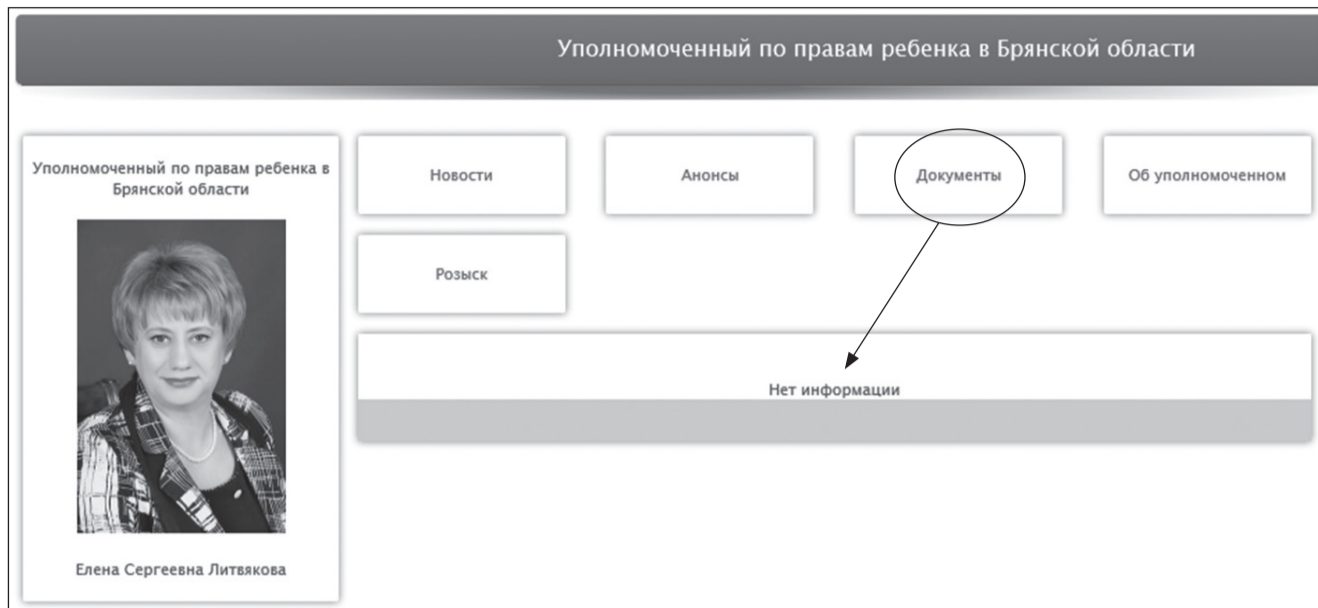 Уполномоченный по правам ребенка в Брянской области
Уполномоченный по правам ребенка в
Брянской области
Новости
Анонсы
Документы
Об уполномоченном
Розыск
Нет информации
Елена Сергеевна Литвякова